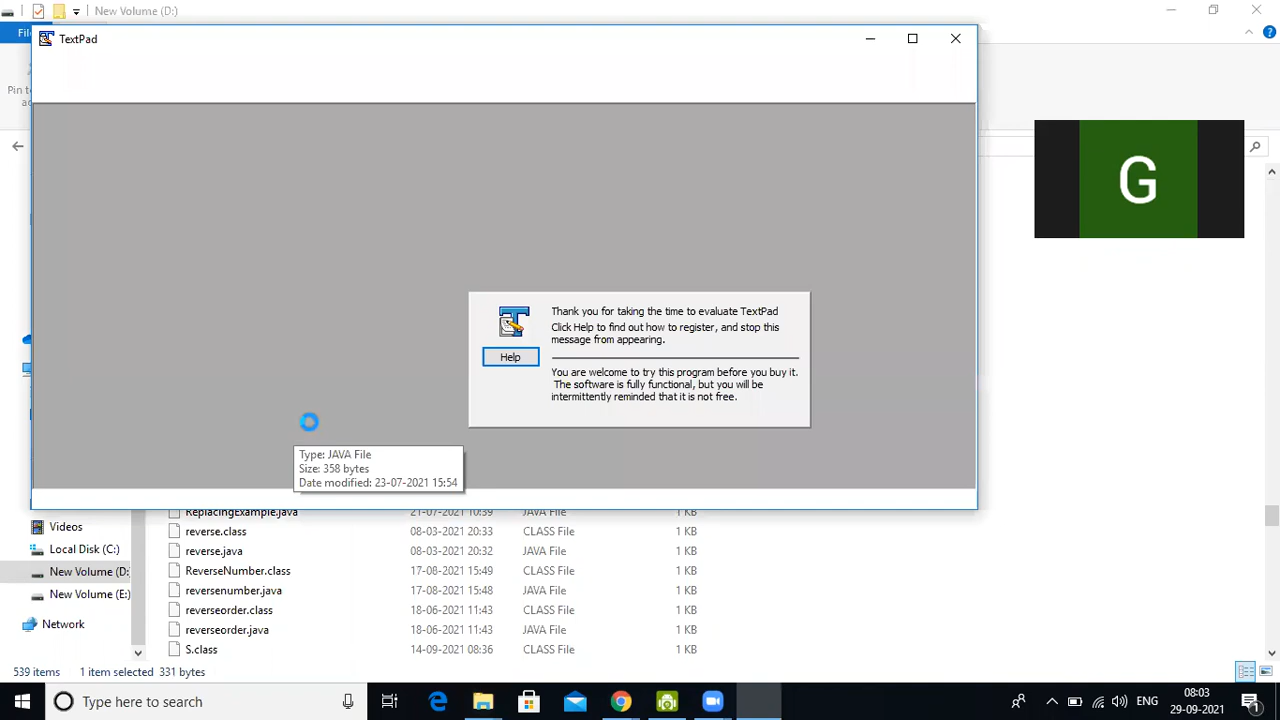 New Volume (D:)
Fil
TextPad
Pin to
ac
G
Thank you for taking the time to evaluate TextPad
Click Help to find out how to register, and stop this
message from appearing.
Help
You are welcome to try this program before you buy it.
The software is fully functional, but you will be
intermittently reminded that it is not free.
Type: JAVA File
Size: 358 bytes
Date modified: 23-07-2021 15:54
ReplacingExample.java 21-07-2021 10:39 JAVA File 1 KB
Videos
reverse.class 08-03-2021 20:33 CLASS File 1 KB
Local Disk (C:)
reverse.java 08-03-2021 20:32 JAVA File 1 KB
New Volume (D:
ReverseNumber.class 17-08-2021 15:49 CLASS File 1 KB
New Volume (E:)
reversenumber.java 17-08-2021 15:48 JAVA File 1 KB
reverseorder.class 18-06-2021 11:43 CLASS File 1 KB
Network
reverseorder.java 18-06-2021 11:43 JAVA File 1 KB
S.class 14-09-2021 08:36 CLASS File 1 KB
539 items 1 item selected 331 bytes
Type here to search
ENG
08:03
29-09-2021
1